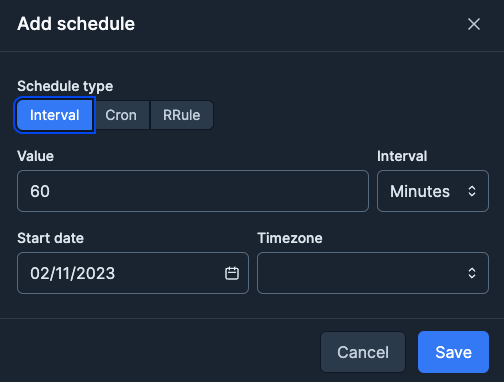 Add schedule
Schedule type
Interval Cron RRule
Value Interval
60 Minutes
Start date Timezone
02/11/2023
Cancel Save